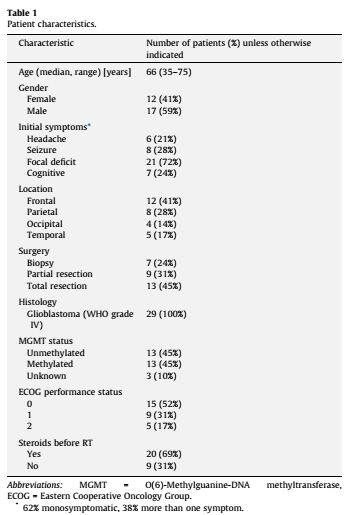 Table 1
Patient characteristics.
Characteristic Number of patients (%) unless otherwise
indicated
Age (median, range) [years] 66 (35–75)
Gender
Female 12 (41%)
Male 17 (59%)
Initial symptoms*
Headache 6 (21%)
Seizure 8 (28%)
Focal deficit 21 (72%)
Cognitive 7 (24%)
Location
Frontal 12 (41%)
Parietal 8 (28%)
Occipital 4 (14%)
Temporal 5 (17%)
Surgery
Biopsy 7 (24%)
Partial resection 9 (31%)
Total resection 13 (45%)
Histology
Glioblastoma (WHO grade 29 (100%)
IV)
MGMT status
Unmethylated 13 (45%)
Methylated 13 (45%)
Unknown 3 (10%)
ECOG performance status
0 15 (52%)
1 9 (31%)
2 5 (17%)
Steroids before RT
Yes 20 (69%)
No 9 (31%)
Abbreviations: MGMT = O(6)-Methylguanine-DNA methyltransferase,
ECOG = Eastern Cooperative Oncology Group.
* 62% monosymptomatic, 38% more than one symptom.